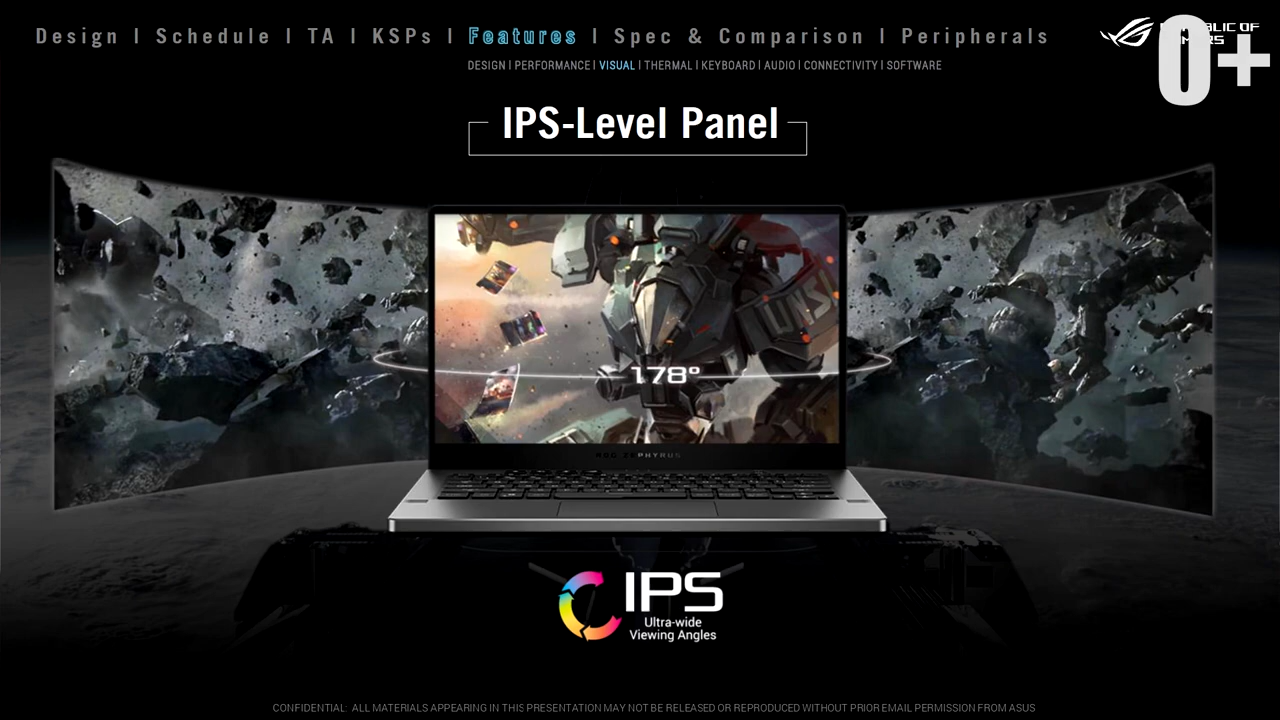 Design | Schedule | TA | KSPs | Features | Spec & Comparison | Peripherals
DESIGN | PERFORMANCE | VISUAL | THERMAL | KEYBOARD | AUDIO | CONNECTIVITY | SOFTWARE
0+
IPS-Level Panel
178°
ZEPHYRUS
IPS
Ultra-wide
Viewing Angles
CONFIDENTIAL: ALL MATERIALS APPEARING IN THIS PRESENTATION MAY NOT BE RELEASED OR REPRODUCED WITHOUT PRIOR EMAIL PERMISSION FROM ASUS